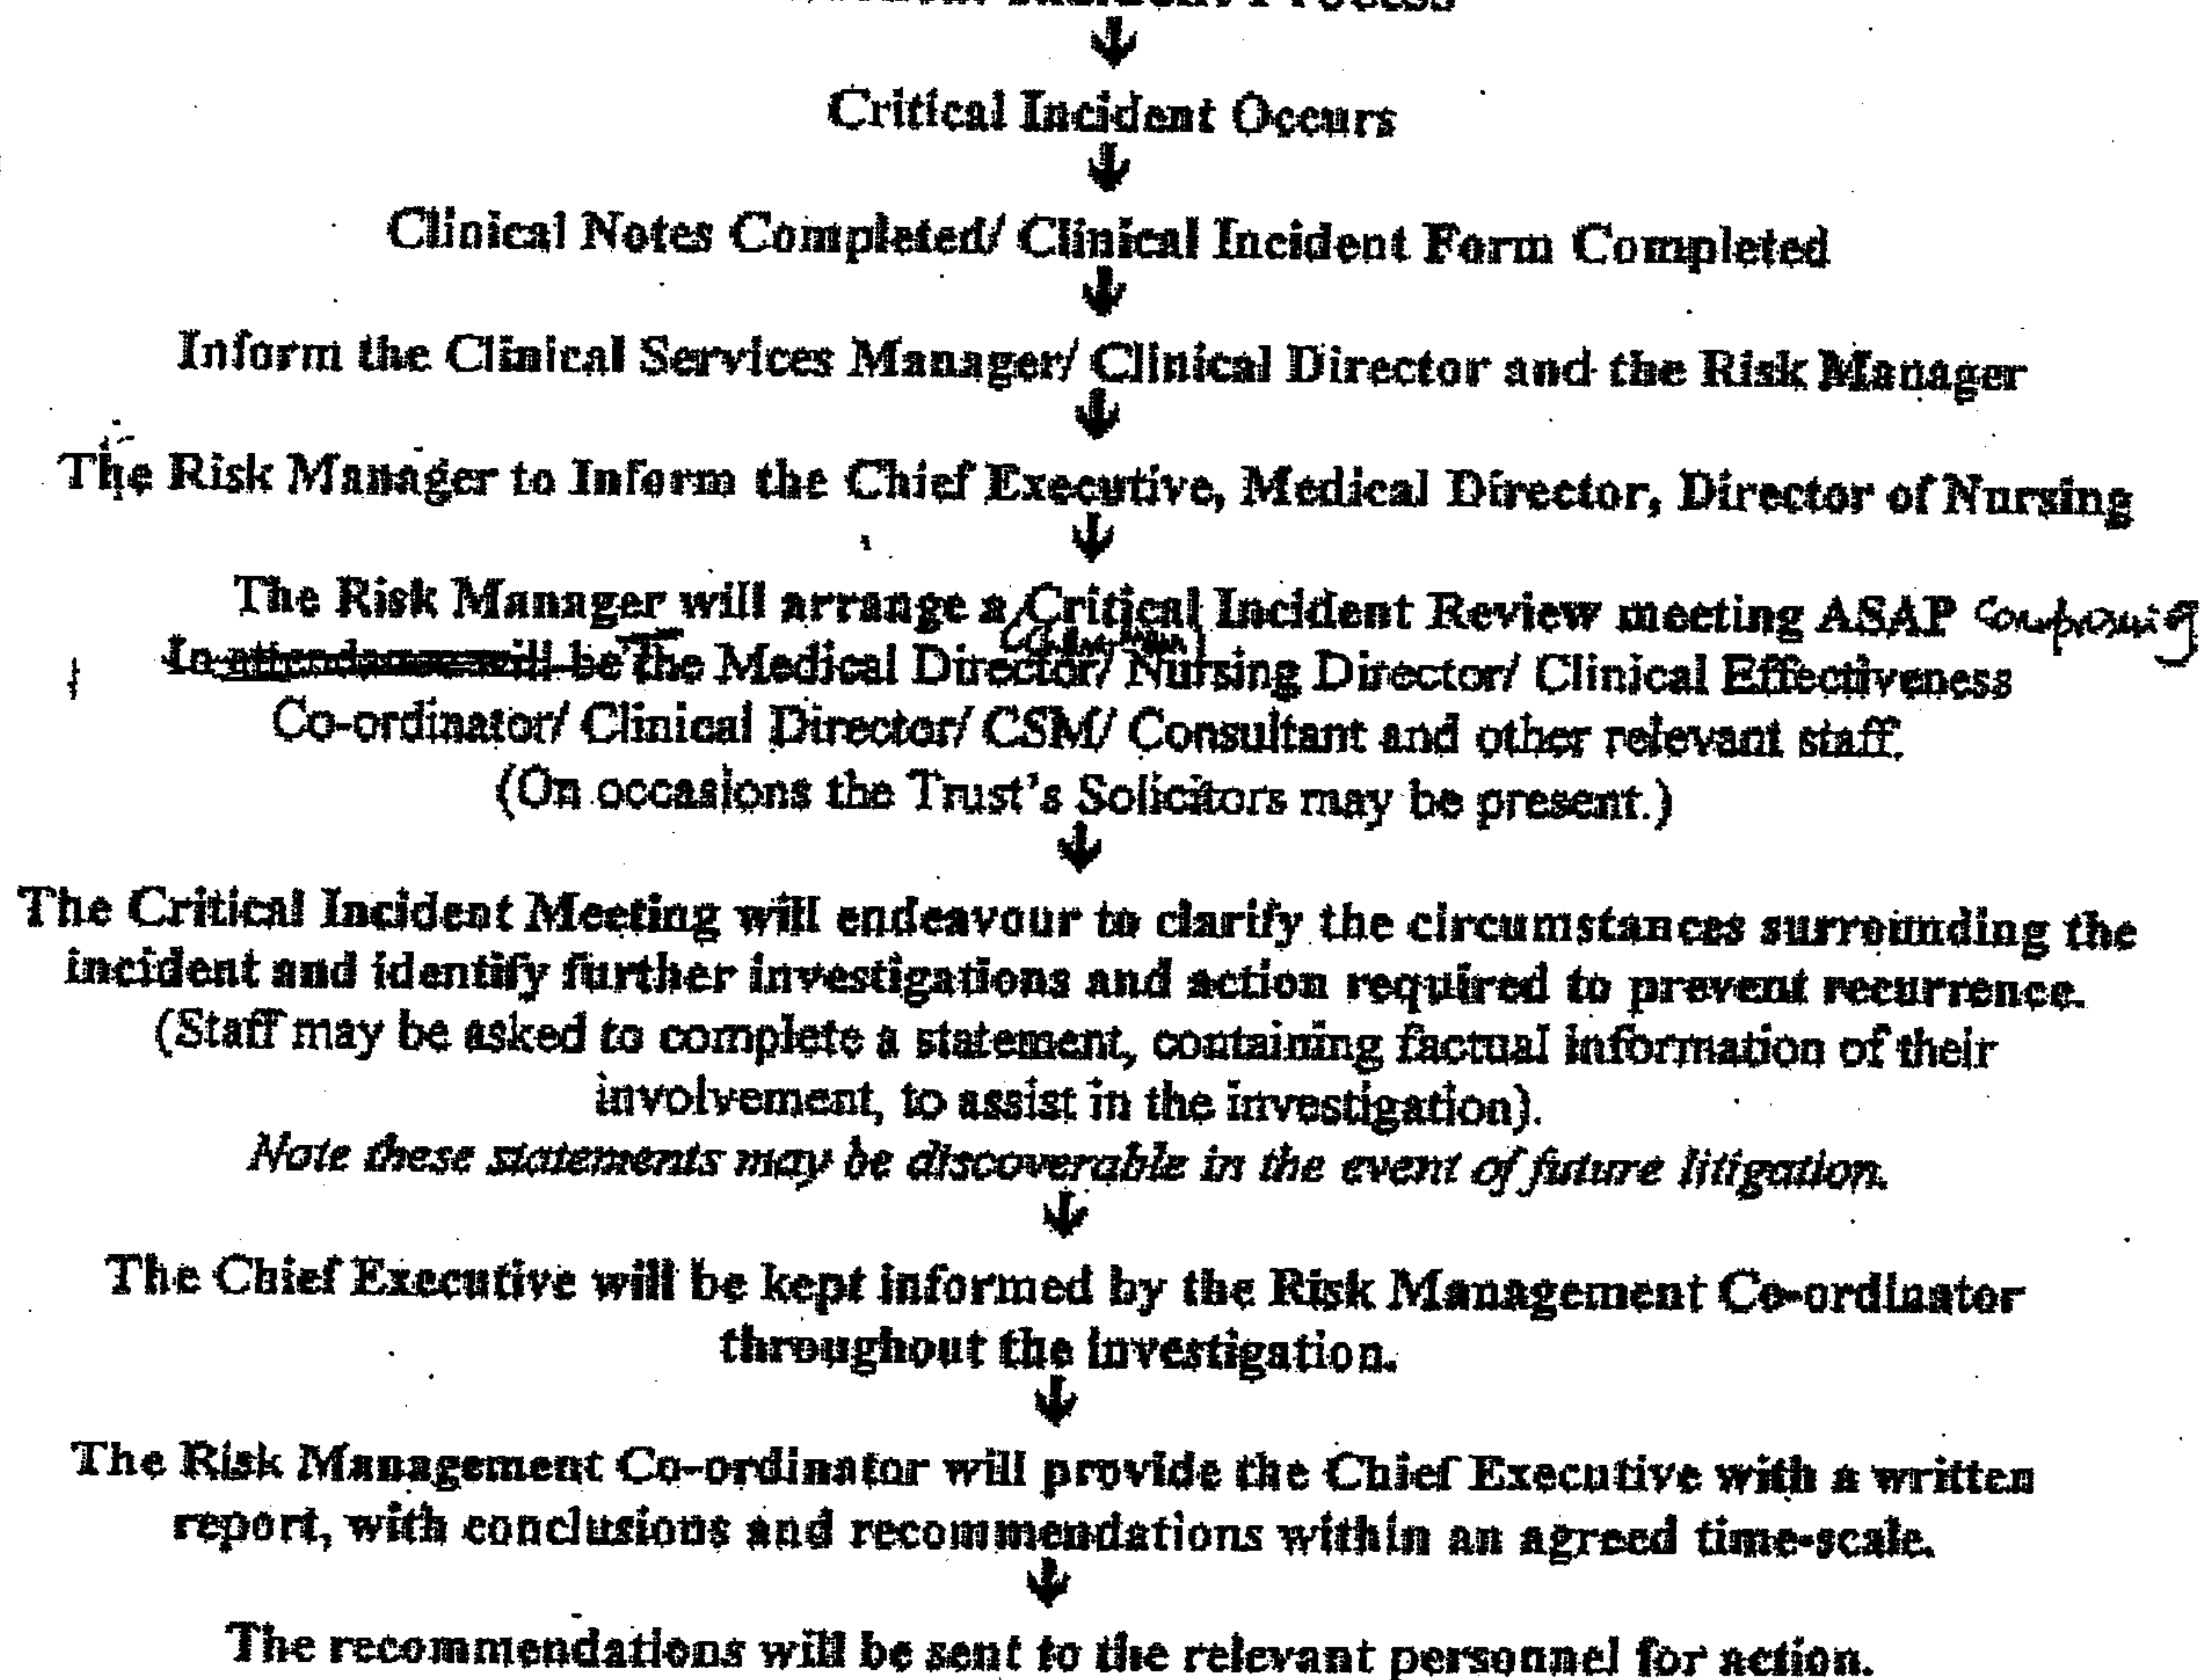 Incident Process
↓
Critical Incident Occurs
↓
Clinical Notes Completed/ Clinical Incident Form Completed
↓
Inform the Clinical Services Manager/ Clinical Director and the Risk Manager
↓
The Risk Manager to Inform the Chief Executive, Medical Director, Director of Nursing
↓
The Risk Manager will arrange a Critical Incident Review meeting ASAP comprising
In attendance will be The Medical Director/ Nursing Director/ Clinical Effectiveness
Co-ordinator/ Clinical Director/ CSM/ Consultant and other relevant staff.
(On occasions the Trust's Solicitors may be present.)
↓
The Critical Incident Meeting will endeavour to clarify the circumstances surrounding the
incident and identify further investigations and action required to prevent recurrence.
(Staff may be asked to complete a statement, containing factual information of their
involvement, to assist in the investigation).
Note these statements may be discoverable in the event of future litigation.
↓
The Chief Executive will be kept informed by the Risk Management Co-ordinator
throughout the investigation.
↓
The Risk Management Co-ordinator will provide the Chief Executive with a written
report, with conclusions and recommendations within an agreed time-scale.
↓
The recommendations will be sent to the relevant personnel for action.